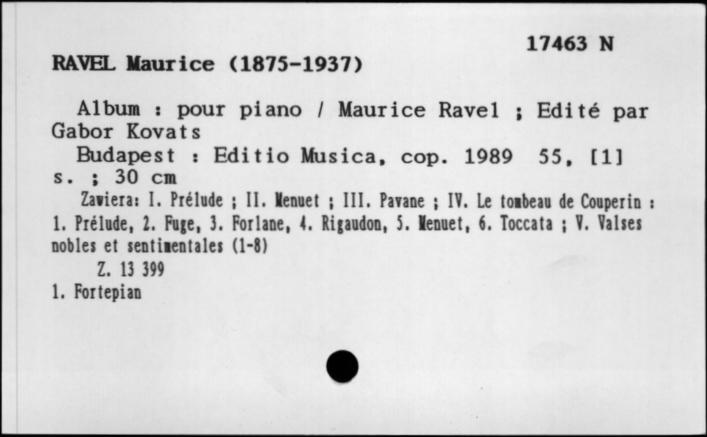 17463 N
RAVEL Maurice (1875-1937)
Album : pour piano / Maurice Ravel ; Edité par
Gabor Kovats
Budapest : Editio Musica, cop. 1989 55, [1]
s. ; 30 cm
Zawiera: I. Prélude ; II. Menuet ; III. Pavane ; IV. Le tombeau de Couperin :
1. Prélude, 2. Fuge, 3. Forlane, 4. Rigaudon, 5. Menuet, 6. Toccata ; V. Valses
nobles et sentimentales (1-8)
Z. 13 399
1. Fortepian